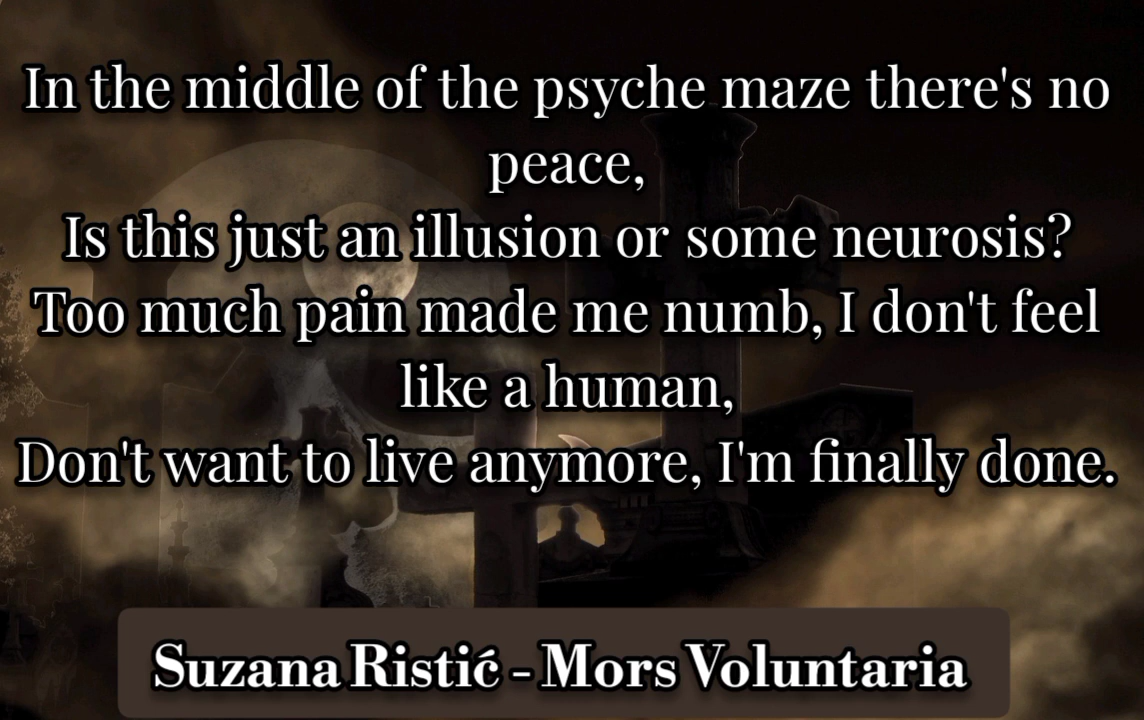 In the middle of the psyche maze there's no
peace,
Is this just an illusion or some neurosis?
Too much pain made me numb, I don't feel
like a human,
Don't want to live anymore, I'm finally done.
Suzana Ristić - Mors Voluntaria